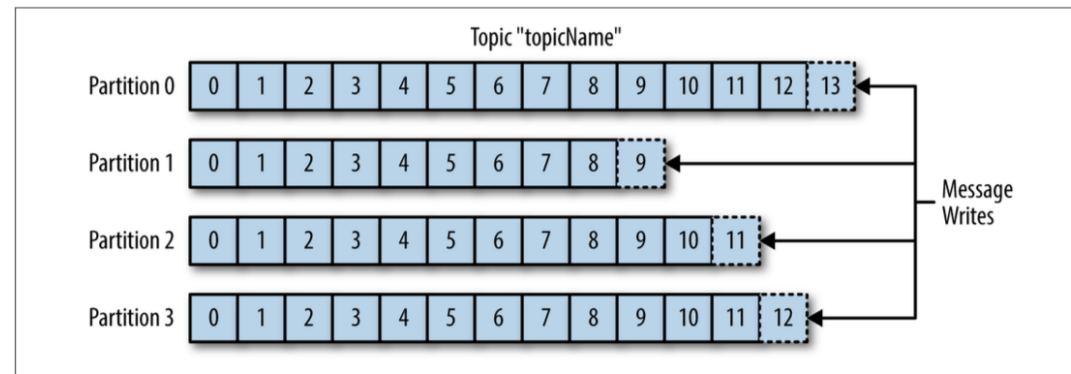 Topic "topicName"
Partition 0 0 1 2 3 4 5 6 7 8 9 10 11 12 13
Partition 1 0 1 2 3 4 5 6 7 8 9
Partition 2 0 1 2 3 4 5 6 7 8 9 10 11
Partition 3 0 1 2 3 4 5 6 7 8 9 10 11 12
Message
Writes